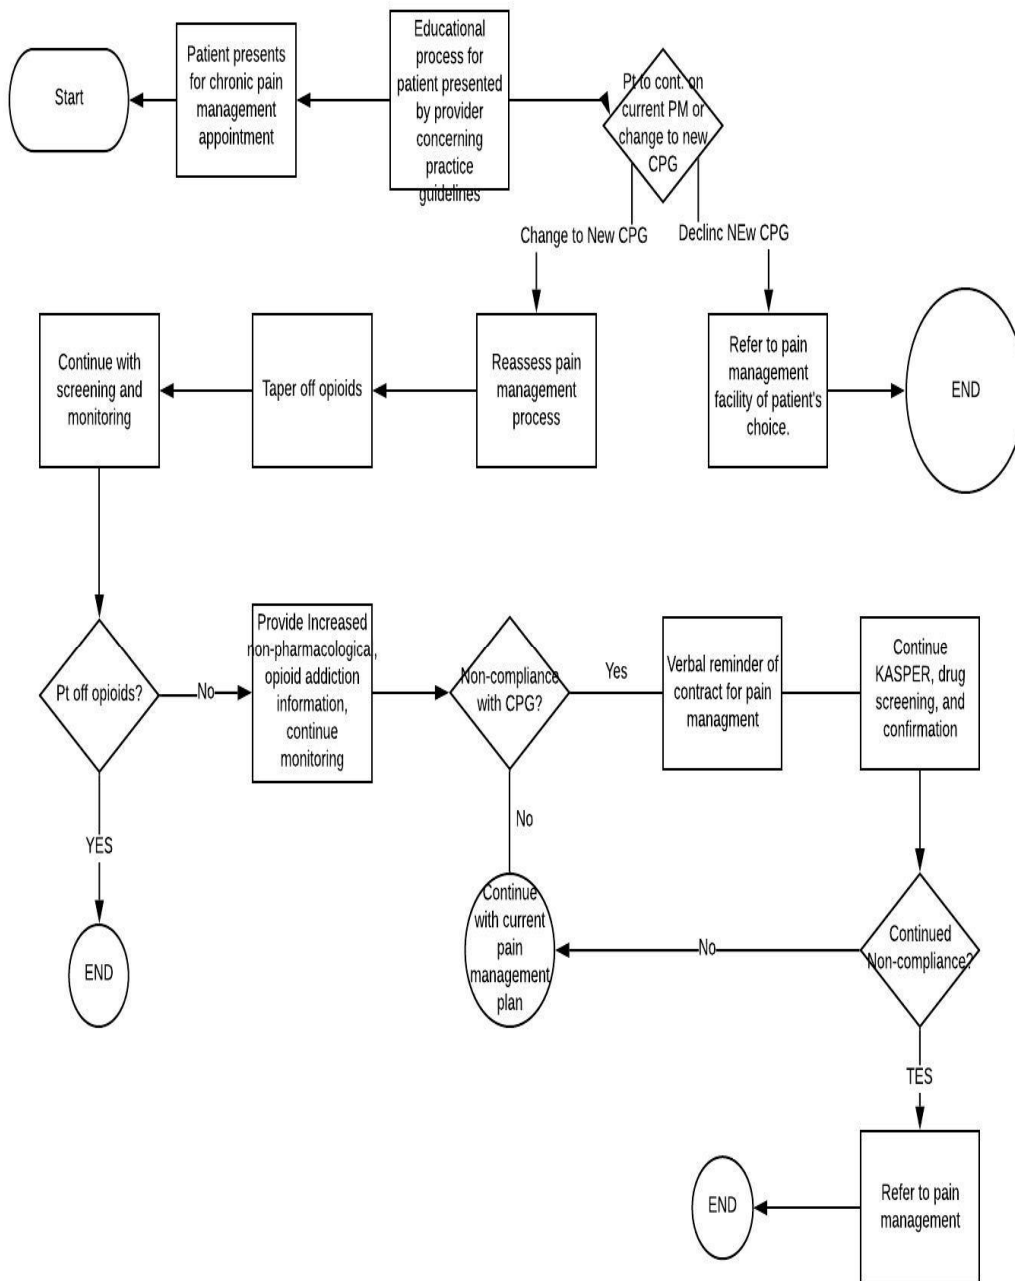 Start
Patient presents
for chronic pain
management
appointment
Educational
process for
patient presented
by provider
concerning
practice
guidelines
Pt to cont. on
current PM or
change to new
CPG
Change to New CPG
Declinc NEw CPG
Continue with
screening and
monitoring
Taper off opioids
Reassess pain
management
process
Refer to pain
management
facility of patient's
choice.
END
Pt off opioids?
No
Provide Increased
non-pharmacological,
opioid addiction
information,
continue
monitoring
Non-compliance
with CPG?
Yes
Verbal reminder of
contract for pain
managment
Continue
KASPER, drug
screening, and
confirmation
YES
No
END
Continue
with current
pain
management
plan
No
Continued
Non-compliance?
TES
END
Refer to pain
management